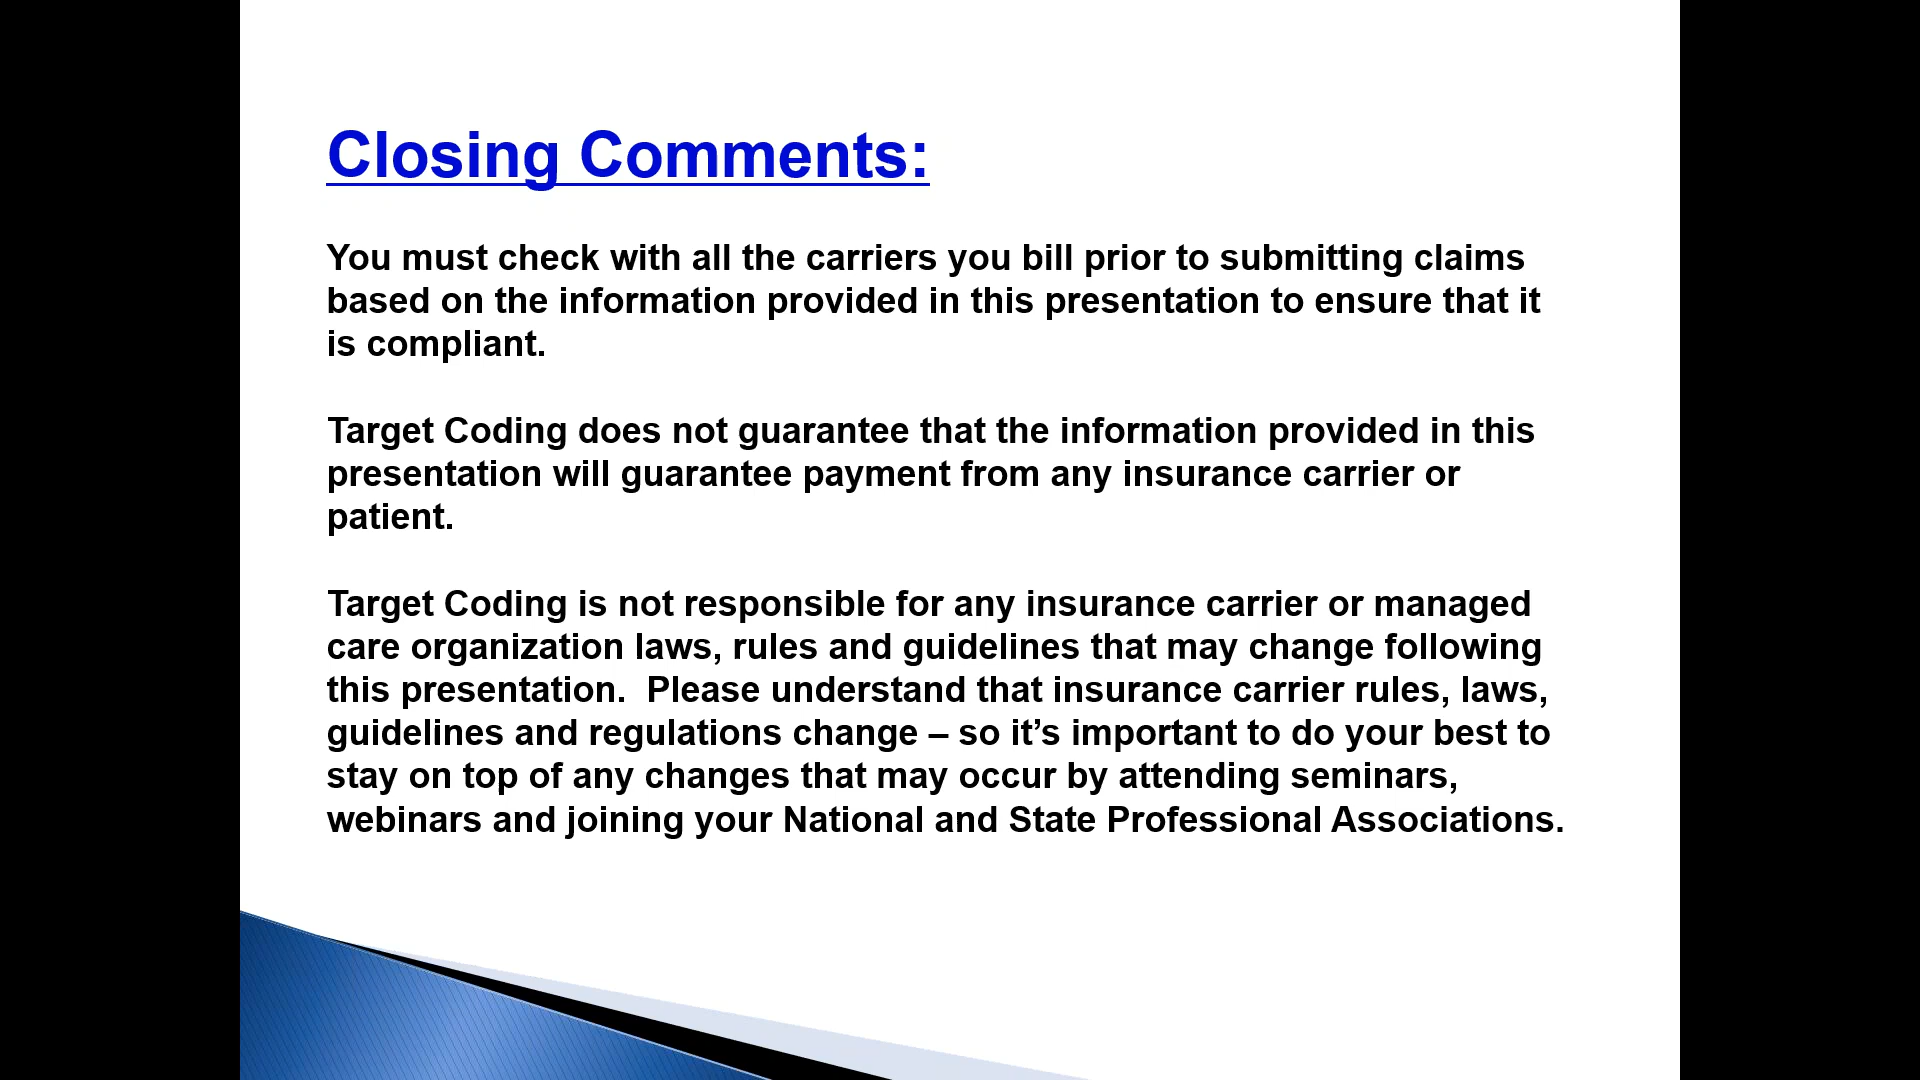 Closing Comments:
You must check with all the carriers you bill prior to submitting claims
based on the information provided in this presentation to ensure that it
is compliant.
Target Coding does not guarantee that the information provided in this
presentation will guarantee payment from any insurance carrier or
patient.
Target Coding is not responsible for any insurance carrier or managed
care organization laws, rules and guidelines that may change following
this presentation.  Please understand that insurance carrier rules, laws,
guidelines and regulations change – so it’s important to do your best to
stay on top of any changes that may occur by attending seminars,
webinars and joining your National and State Professional Associations.